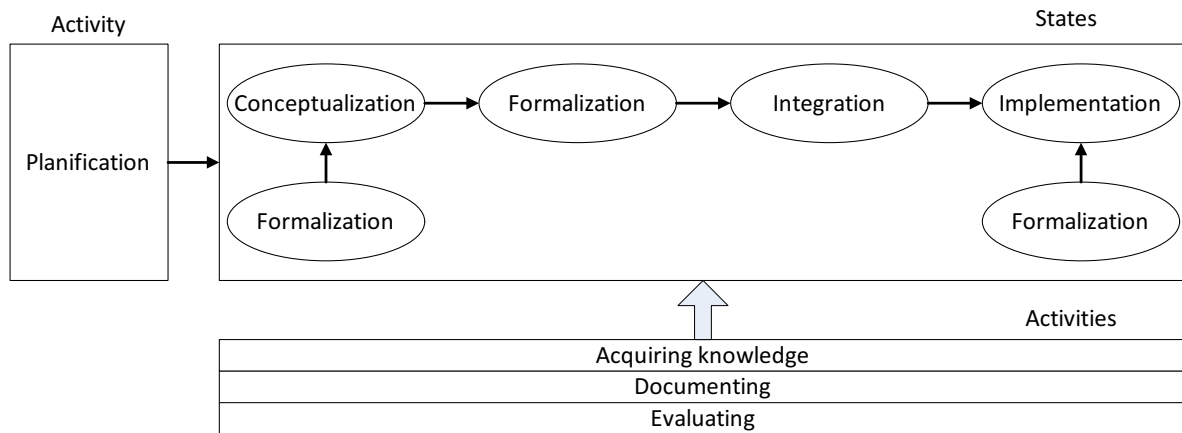 Activity
States
Conceptualization
Formalization
Integration
Implementation
Planification
Formalization
Formalization
Activities
Acquiring knowledge
Documenting
Evaluating